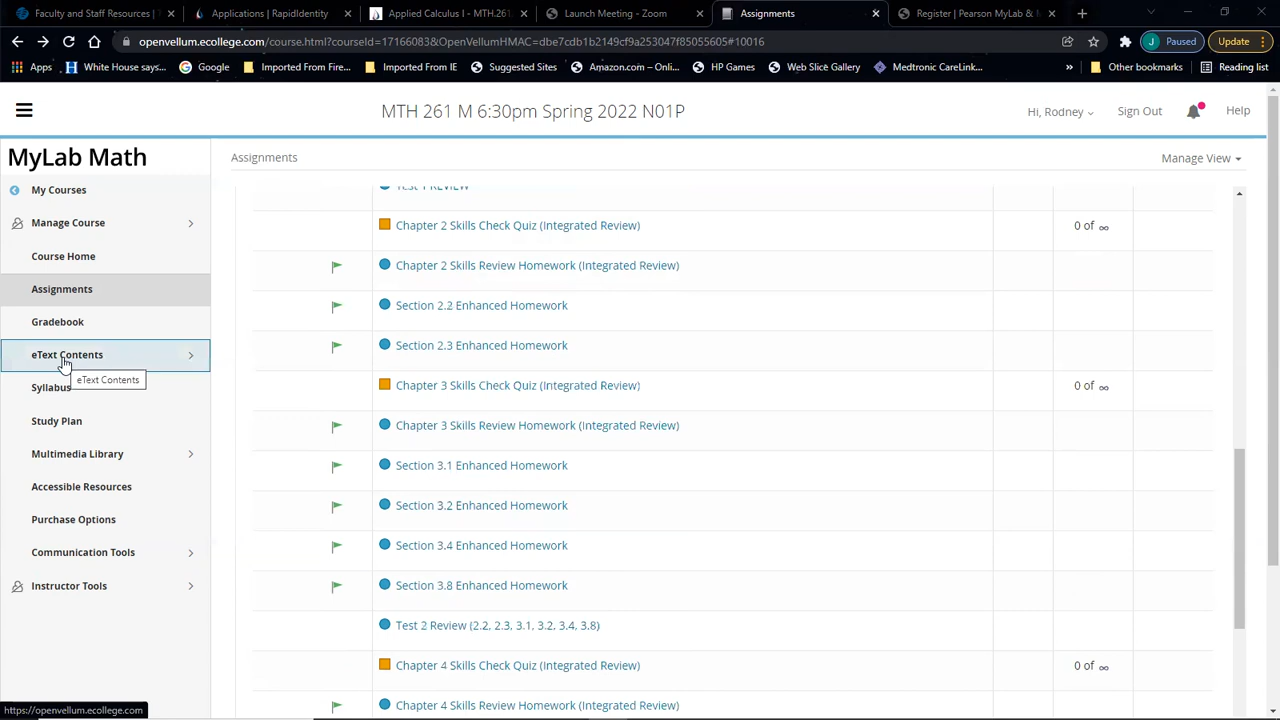 Faculty and Staff Resources |
Applications | RapidIdentity
Applied Calculus I - MTH.261-
Launch Meeting - Zoom
Assignments
Register | Pearson MyLab &
openvellum.ecollege.com/course.html?courseId=17166083&OpenVellumHMAC=dbe7cdb1b2149cf9a253047f85055605#10016
J
Paused
Update
Apps
White House says...
Google
Imported From Fire...
Imported From IE
Suggested Sites
Amazon.com – Onli...
HP Games
Web Slice Gallery
Medtronic CareLink...
»
Other bookmarks
Reading list
MTH 261 M 6:30pm Spring 2022 N01P
Hi, Rodney
Sign Out
Help
MyLab Math
My Courses
Manage Course
Course Home
Assignments
Gradebook
eText Contents
eText Contents
Syllabus
Study Plan
Multimedia Library
Accessible Resources
Purchase Options
Communication Tools
Instructor Tools
https://openvellum.ecollege.com
Assignments
Manage View
Test 1 REVIEW
Chapter 2 Skills Check Quiz (Integrated Review) 0 of ∞
Chapter 2 Skills Review Homework (Integrated Review)
Section 2.2 Enhanced Homework
Section 2.3 Enhanced Homework
Chapter 3 Skills Check Quiz (Integrated Review) 0 of ∞
Chapter 3 Skills Review Homework (Integrated Review)
Section 3.1 Enhanced Homework
Section 3.2 Enhanced Homework
Section 3.4 Enhanced Homework
Section 3.8 Enhanced Homework
Test 2 Review (2.2, 2.3, 3.1, 3.2, 3.4, 3.8)
Chapter 4 Skills Check Quiz (Integrated Review) 0 of ∞
Chapter 4 Skills Review Homework (Integrated Review)